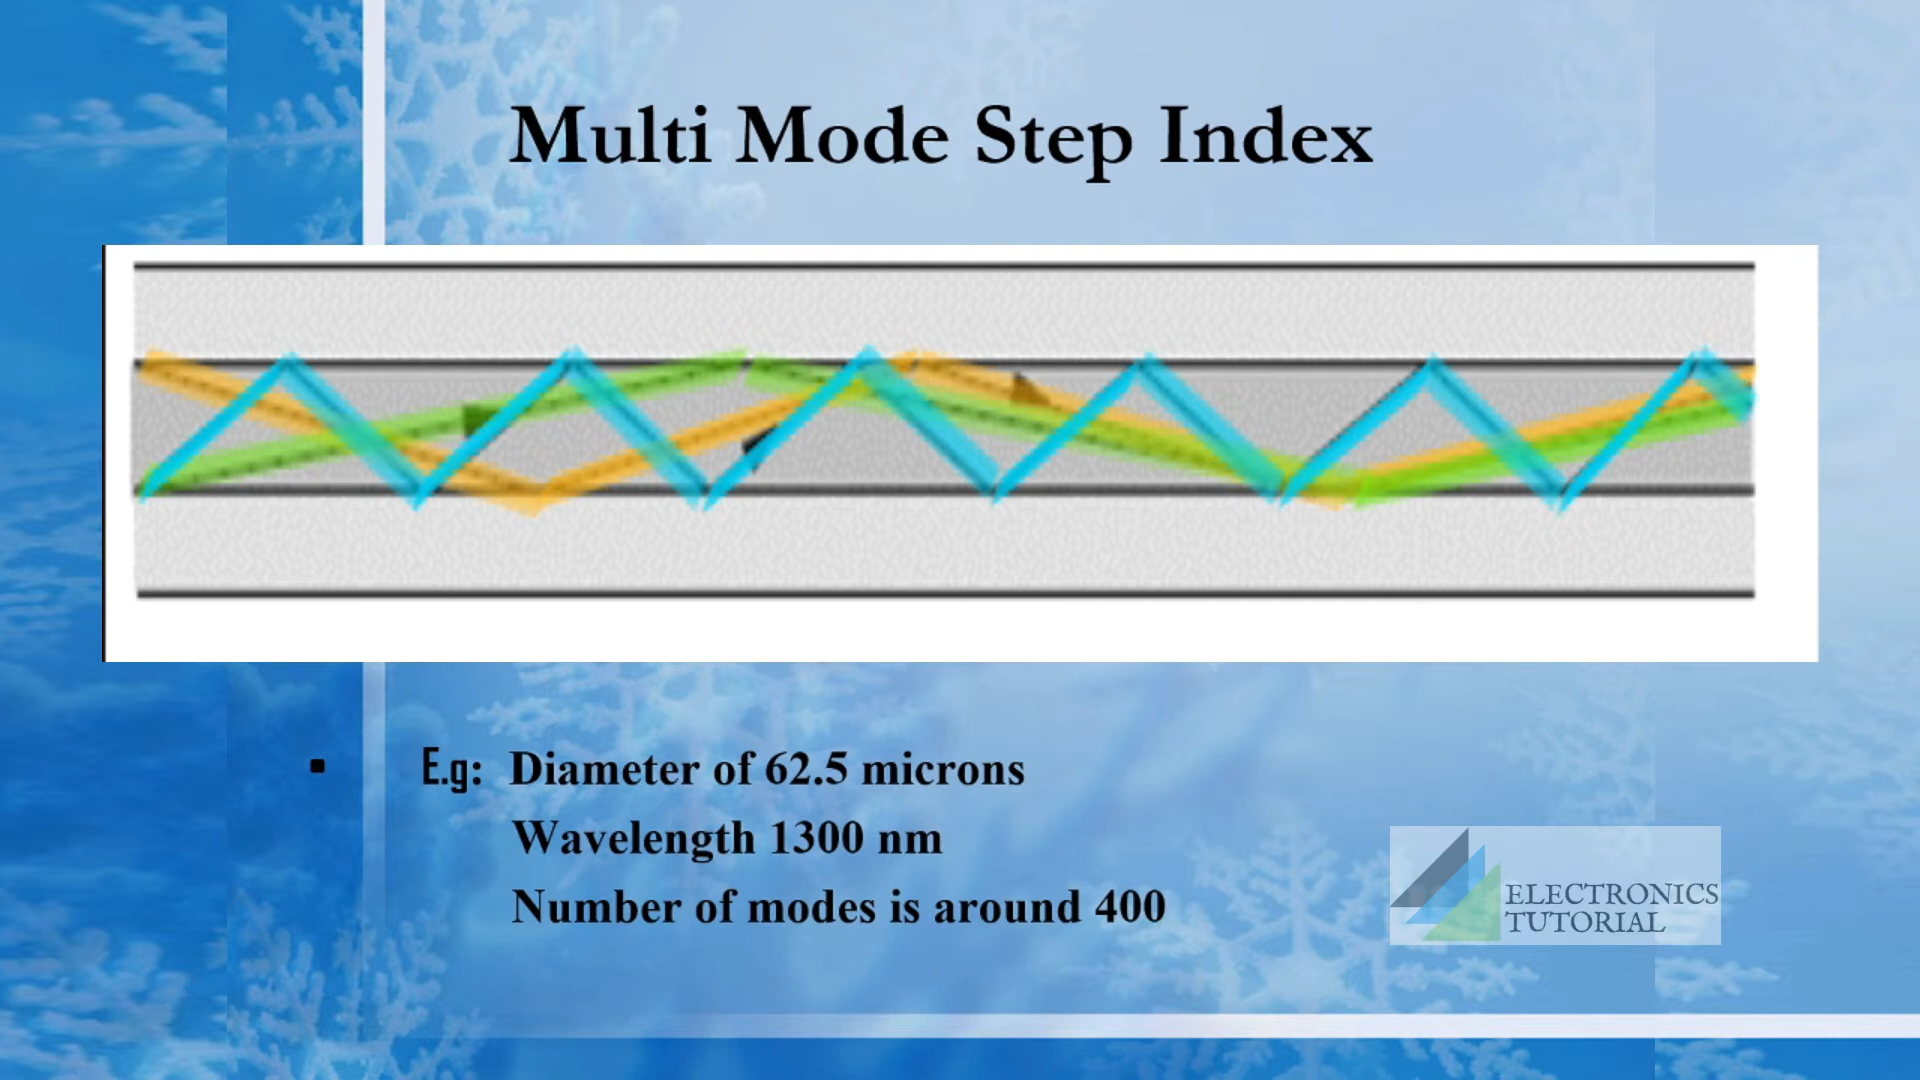 Multi Mode Step Index
▪ E.g: Diameter of 62.5 microns
Wavelength 1300 nm
Number of modes is around 400
ELECTRONICS
TUTORIAL